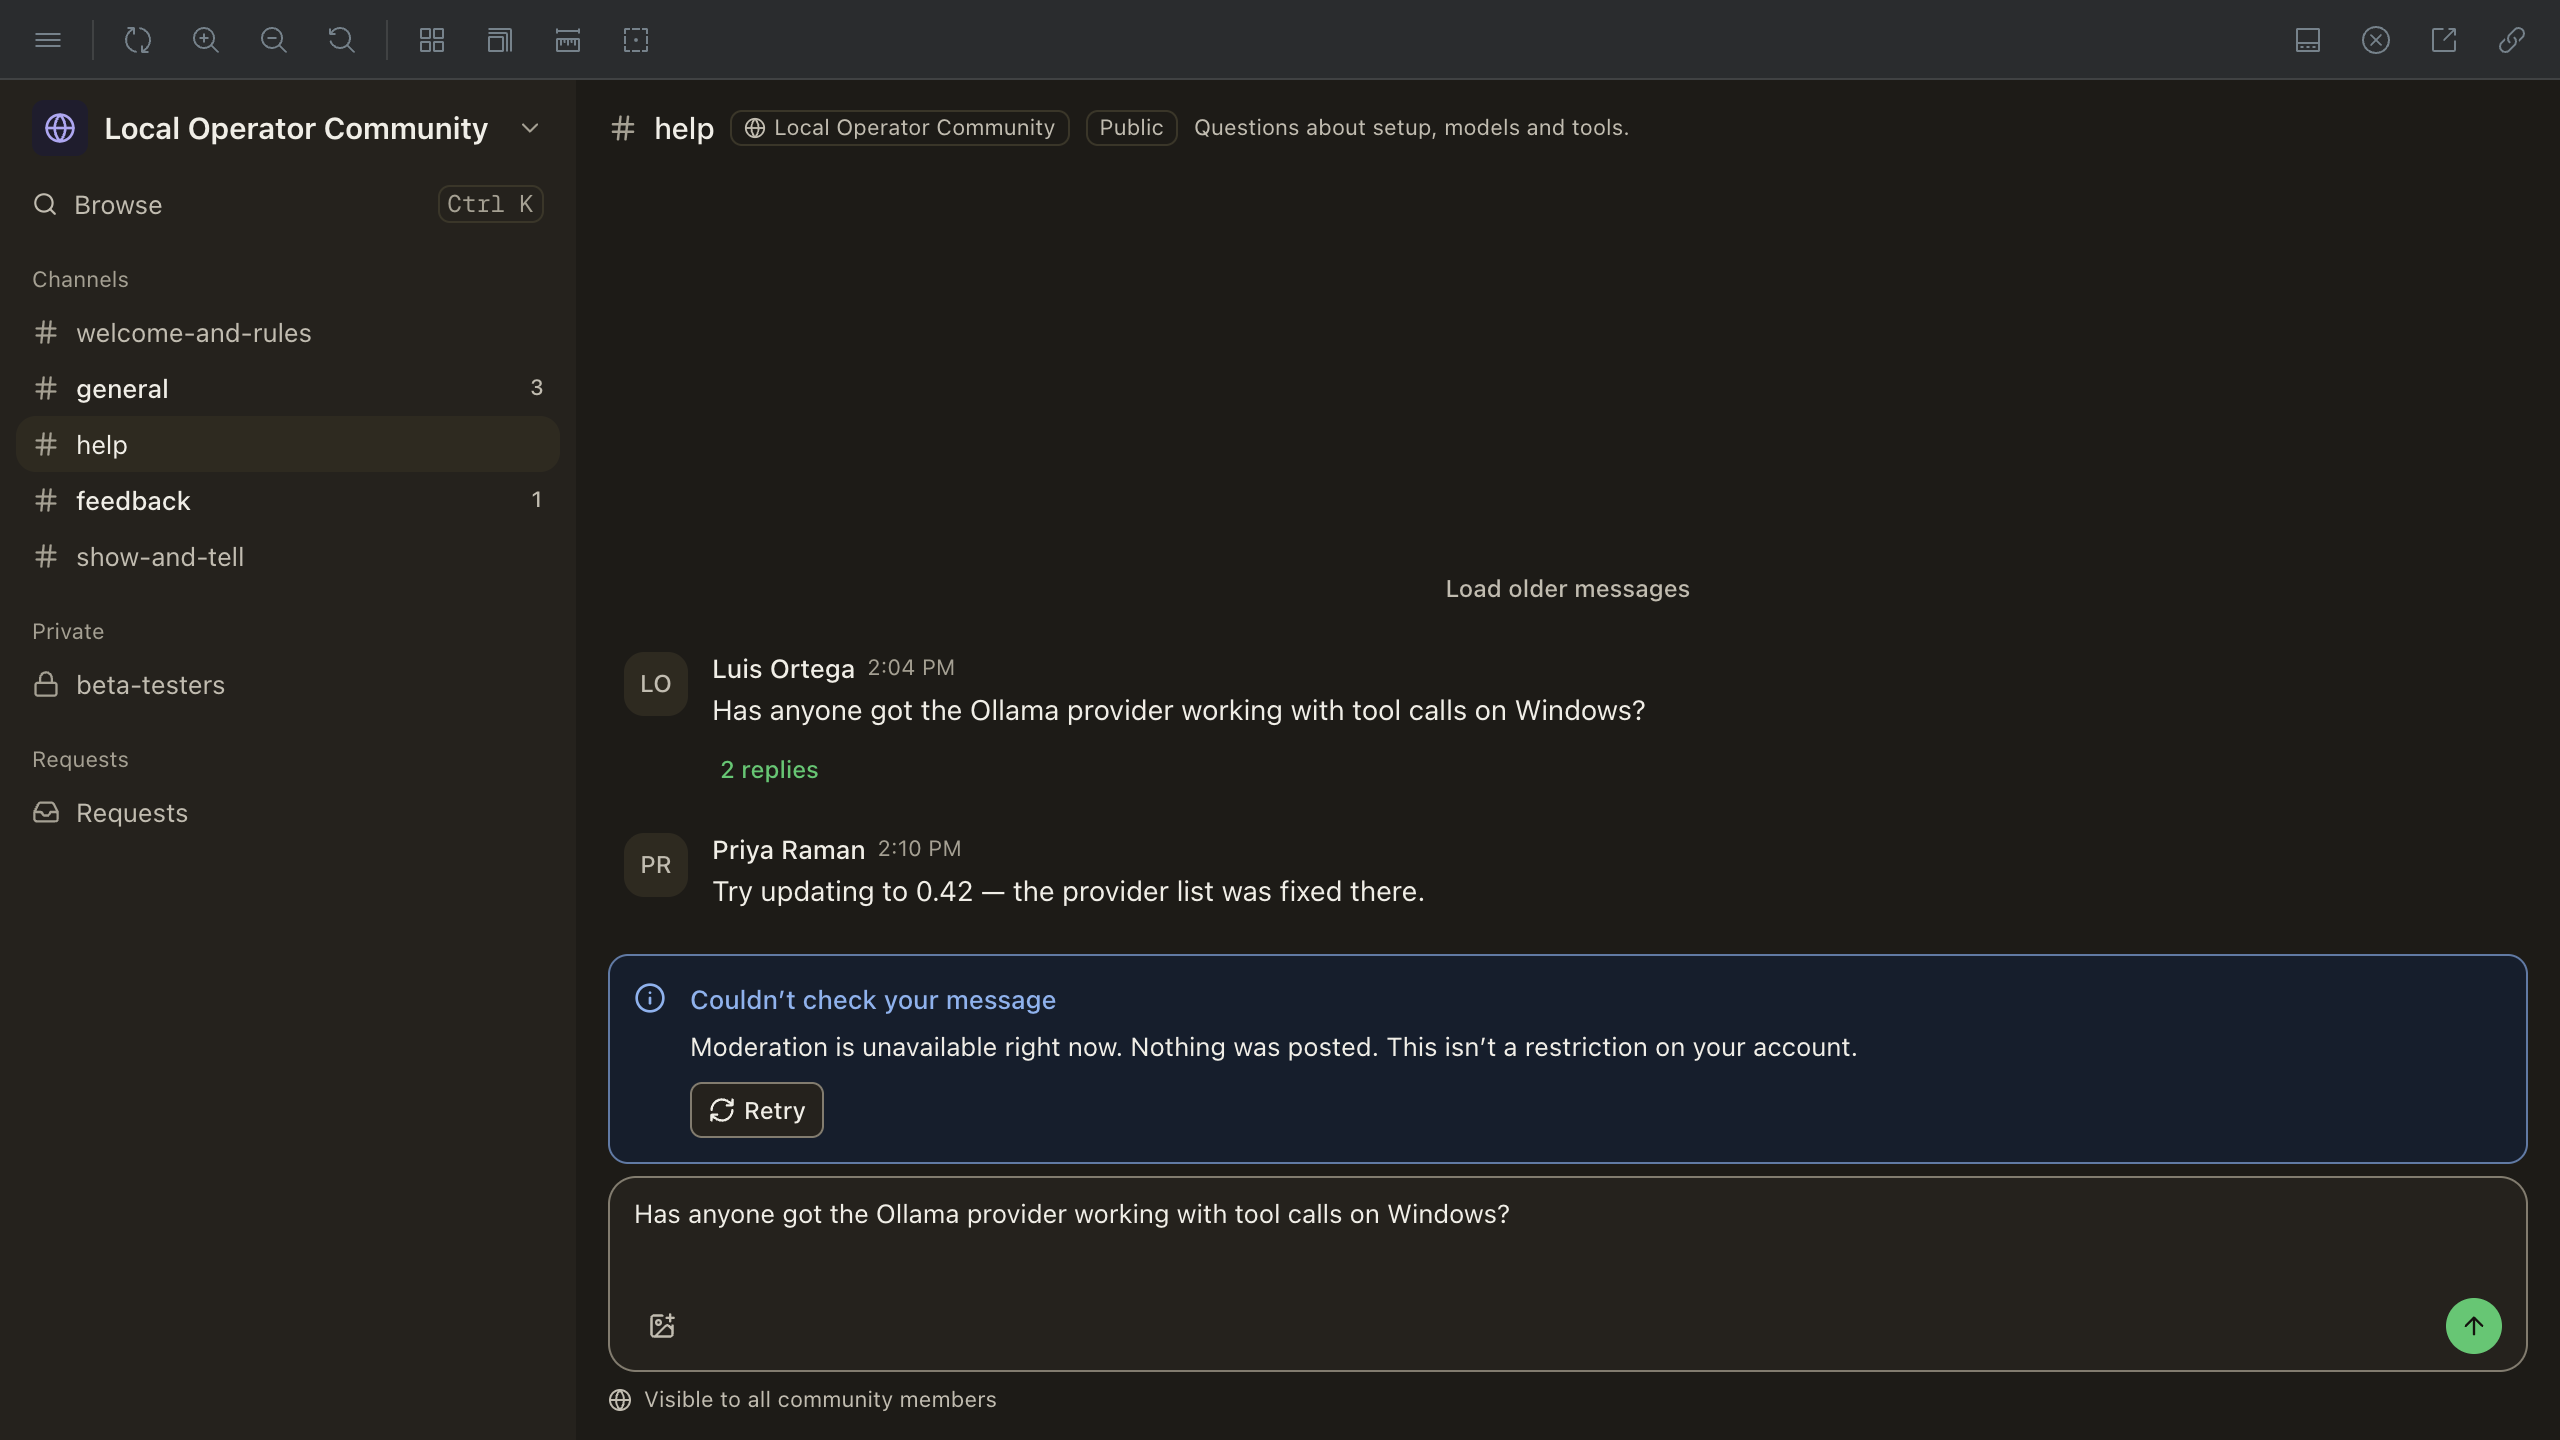 Local Operator Community
Browse
Ctrl K
Channels
welcome-and-rules
general
3
help
feedback
1
show-and-tell
Private
beta-testers
Requests
Requests
# help
Local Operator Community
Public
Questions about setup, models and tools.
Load older messages
LO
Luis Ortega 2:04 PM
Has anyone got the Ollama provider working with tool calls on Windows?
2 replies
PR
Priya Raman 2:10 PM
Try updating to 0.42 — the provider list was fixed there.
Couldn’t check your message
Moderation is unavailable right now. Nothing was posted. This isn’t a restriction on your account.
Retry
Has anyone got the Ollama provider working with tool calls on Windows?
Visible to all community members